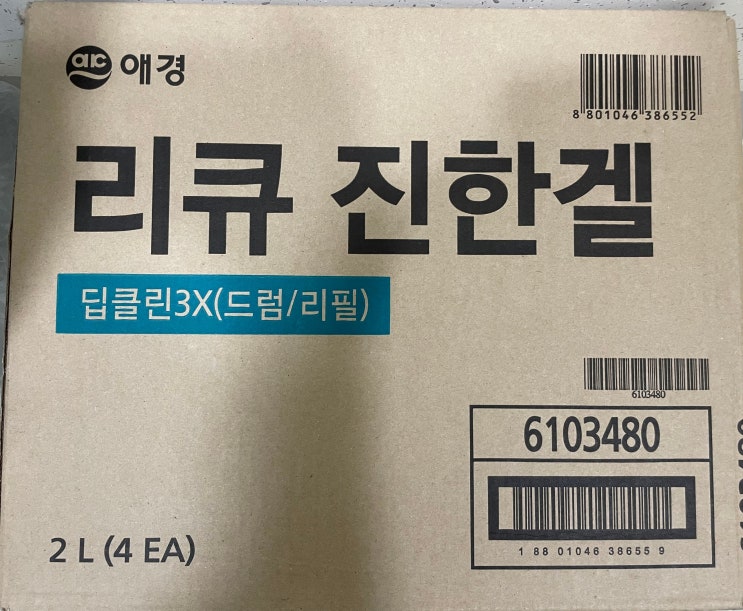 애경
8 801046 386552
리큐 진한겔
딥클린3X(드럼/리필)
6103480
6103480
1 88 01046 38655 9
2 L (4 EA)